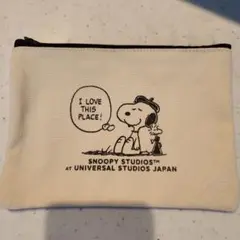 I LOVE
THIS
PLACE!
SNOOPY STUDIOS™
AT UNIVERSAL STUDIOS JAPAN